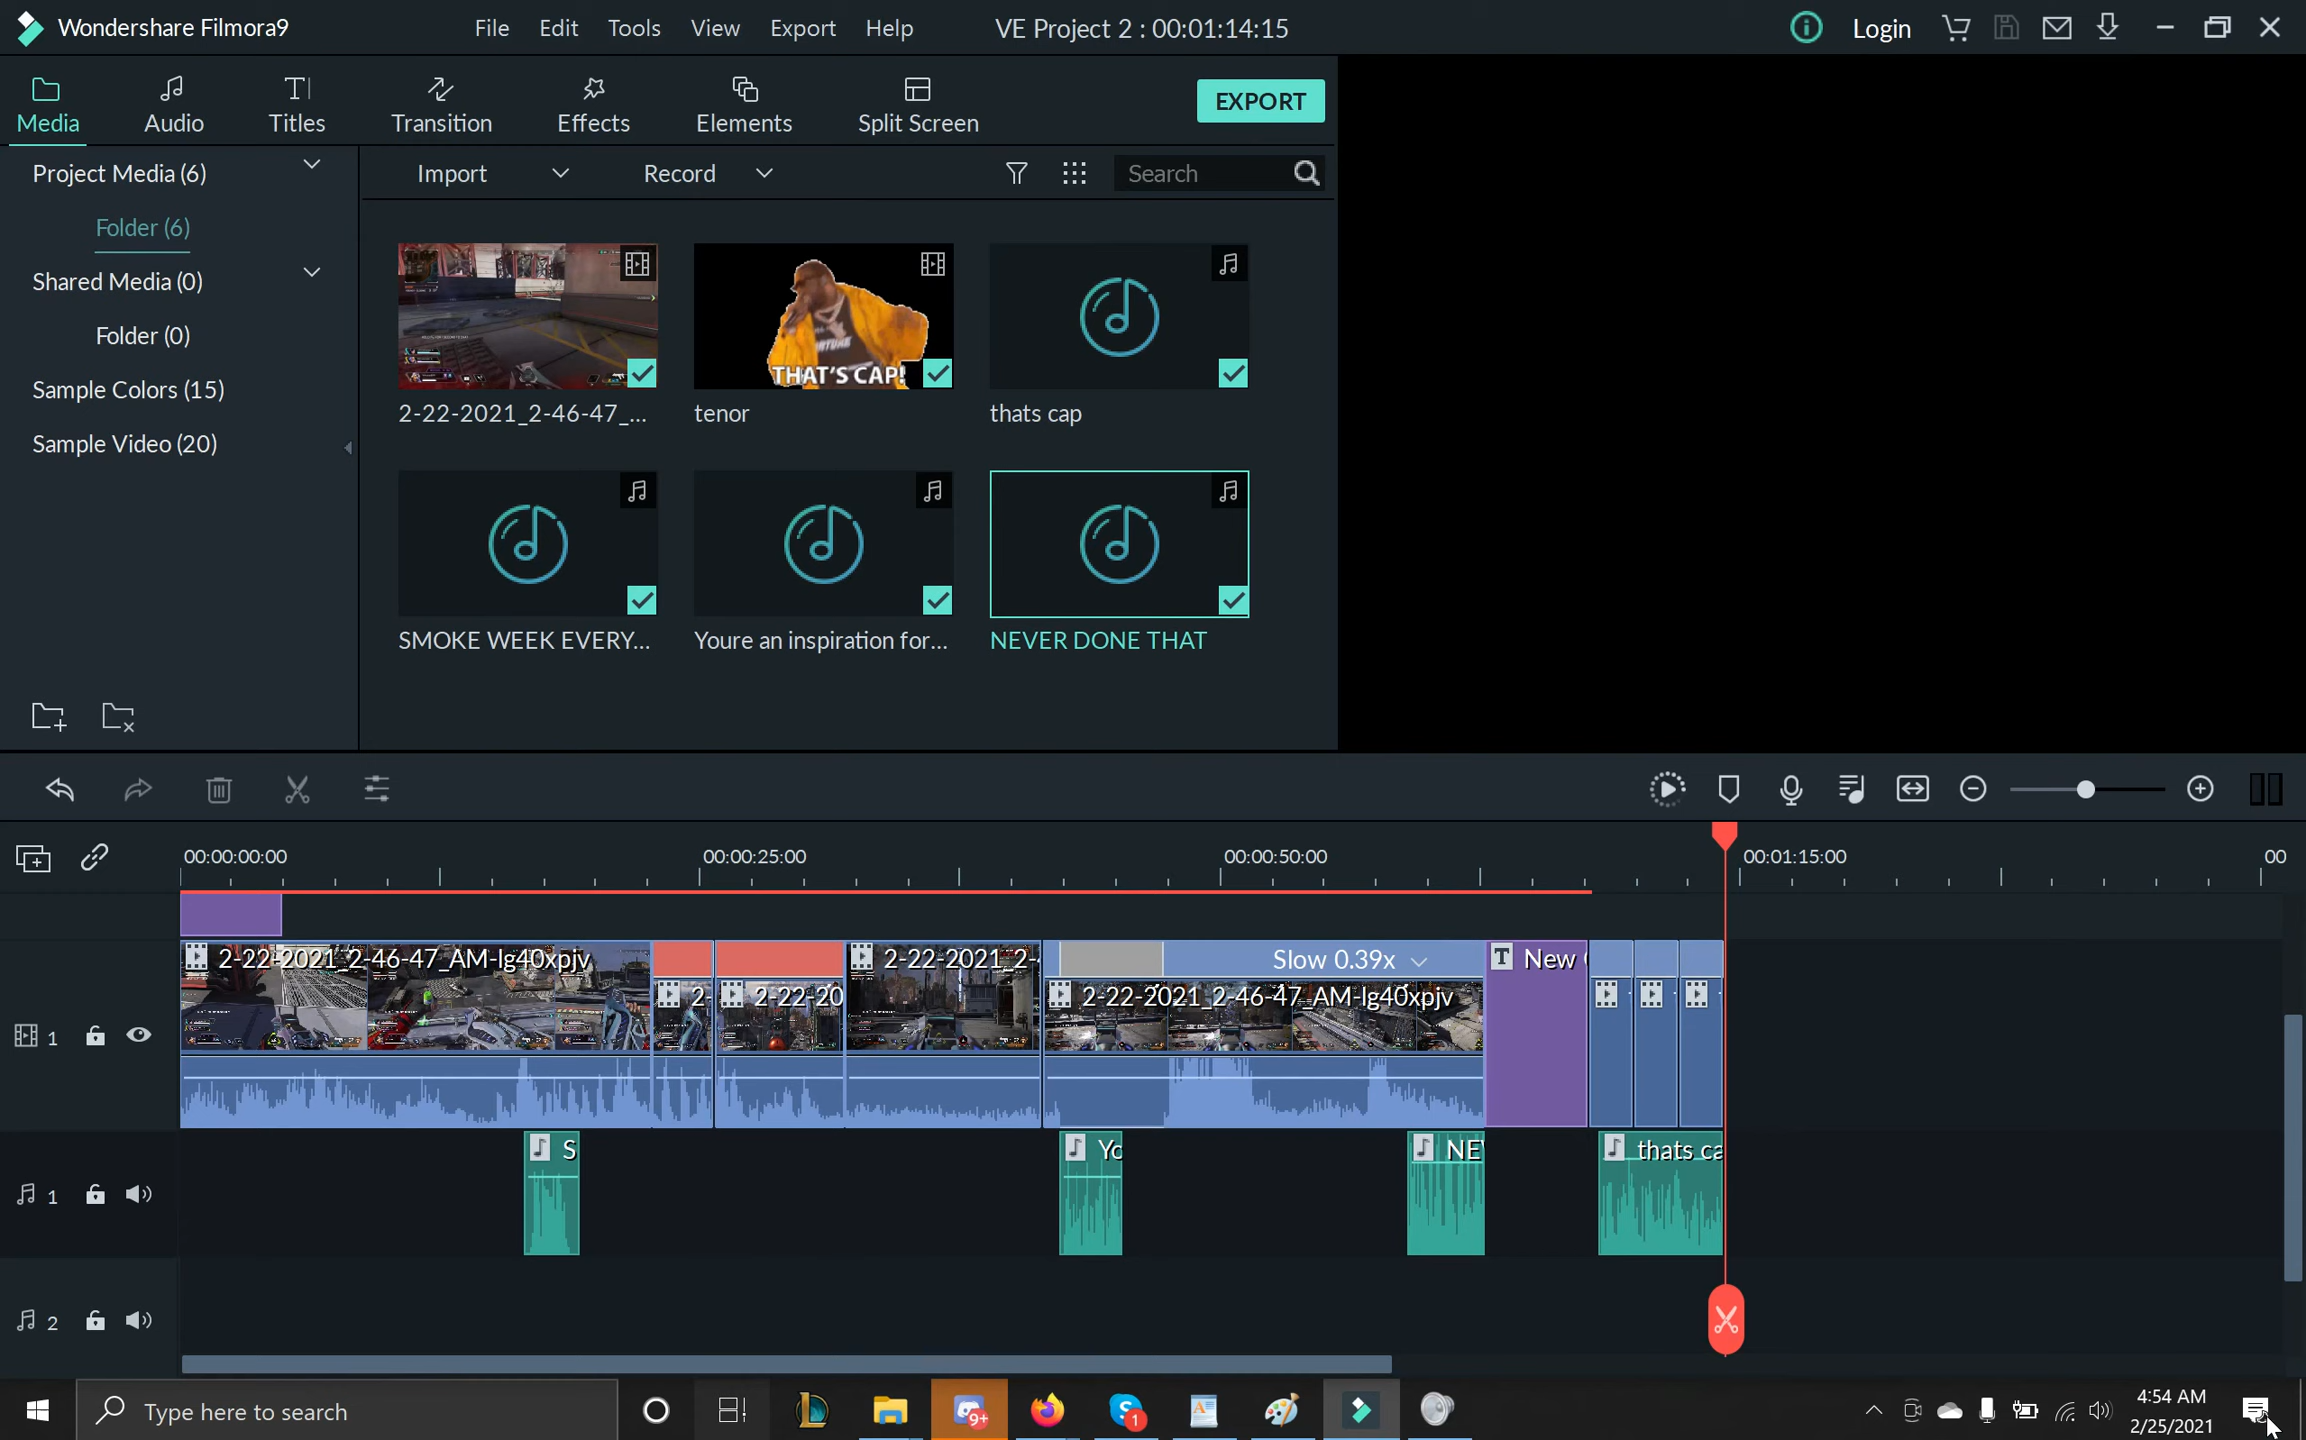 Wondershare Filmora9
File Edit Tools View Export Help
VE Project 2 : 00:01:14:15
Login
Media Audio Titles Transition Effects Elements Split Screen
EXPORT
Project Media (6)
Folder (6)
Shared Media (0)
Folder (0)
Sample Colors (15)
Sample Video (20)
Import Record Search
THAT'S CAP!
2-22-2021_2-46-47_... tenor thats cap
SMOKE WEEK EVERY... Youre an inspiration for... NEVER DONE THAT
00:00:00:00 00:00:25:00 00:00:50:00 00:01:15:00 00
2-22-2021_2-46-47_AM-lg40xpjv 2-22-2021_2- Slow 0.39x New
2- 2-22-20 2-22-2021_2-46-47_AM-lg40xpjv
1
S Yo NE thats ca
1
2
Type here to search
9+
1
4:54 AM
2/25/2021